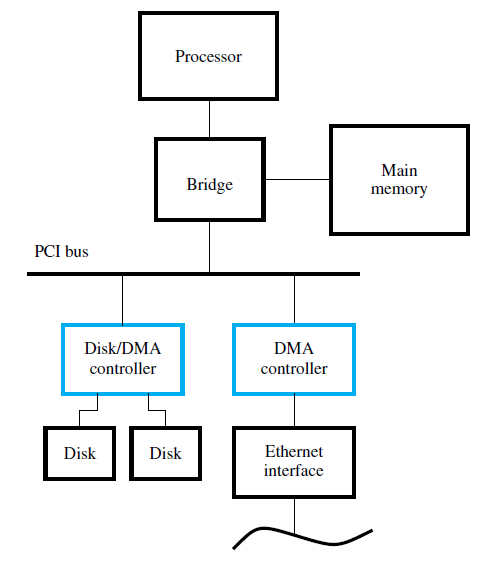 Processor
Bridge
Main
memory
PCI bus
Disk/DMA
controller
DMA
controller
Disk
Disk
Ethernet
interface